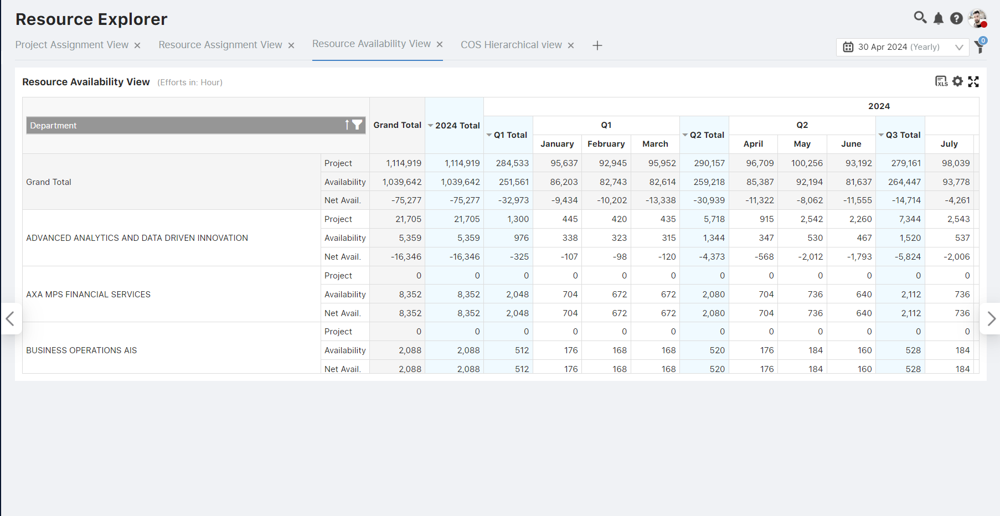 Resource Explorer
Project Assignment View × Resource Assignment View × Resource Availability View × COS Hierarchical view × +
30 Apr 2024 (Yearly)
0
Resource Availability View (Efforts in: Hour)
XLS
2024
Department Grand Total 2024 Total Q1 Total Q1 Q2 Total Q2 Q3 Total
January February March April May June July
Grand Total
Project 1,114,919 1,114,919 284,533 95,637 92,945 95,952 290,157 96,709 100,256 93,192 279,161 98,039
Availability 1,039,642 1,039,642 251,561 86,203 82,743 82,614 259,218 85,387 92,194 81,637 264,447 93,778
Net Avail. -75,277 -75,277 -32,973 -9,434 -10,202 -13,338 -30,939 -11,322 -8,062 -11,555 -14,714 -4,261
ADVANCED ANALYTICS AND DATA DRIVEN INNOVATION
Project 21,705 21,705 1,300 445 420 435 5,718 915 2,542 2,260 7,344 2,543
Availability 5,359 5,359 976 338 323 315 1,344 347 530 467 1,520 537
Net Avail. -16,346 -16,346 -325 -107 -98 -120 -4,373 -568 -2,012 -1,793 -5,824 -2,006
AXA MPS FINANCIAL SERVICES
Project 0 0 0 0 0 0 0 0 0 0 0 0
Availability 8,352 8,352 2,048 704 672 672 2,080 704 736 640 2,112 736
Net Avail. 8,352 8,352 2,048 704 672 672 2,080 704 736 640 2,112 736
BUSINESS OPERATIONS AIS
Project 0 0 0 0 0 0 0 0 0 0 0 0
Availability 2,088 2,088 512 176 168 168 520 176 184 160 528 184
Net Avail. 2,088 2,088 512 176 168 168 520 176 184 160 528 184